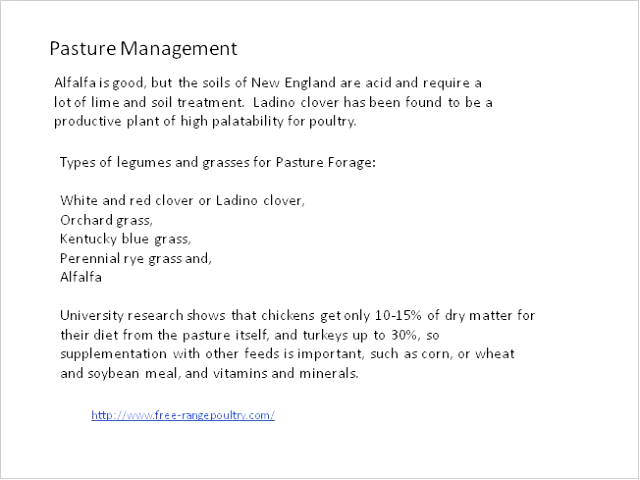 Pasture Management
Alfalfa is good, but the soils of New England are acid and require a
lot of lime and soil treatment. Ladino clover has been found to be a
productive plant of high palatability for poultry.
Types of legumes and grasses for Pasture Forage:
White and red clover or Ladino clover,
Orchard grass,
Kentucky blue grass,
Perennial rye grass and,
Alfalfa
University research shows that chickens get only 10-15% of dry matter for
their diet from the pasture itself, and turkeys up to 30%, so
supplementation with other feeds is important, such as corn, or wheat
and soybean meal, and vitamins and minerals.
http://www.free-rangepoultry.com/